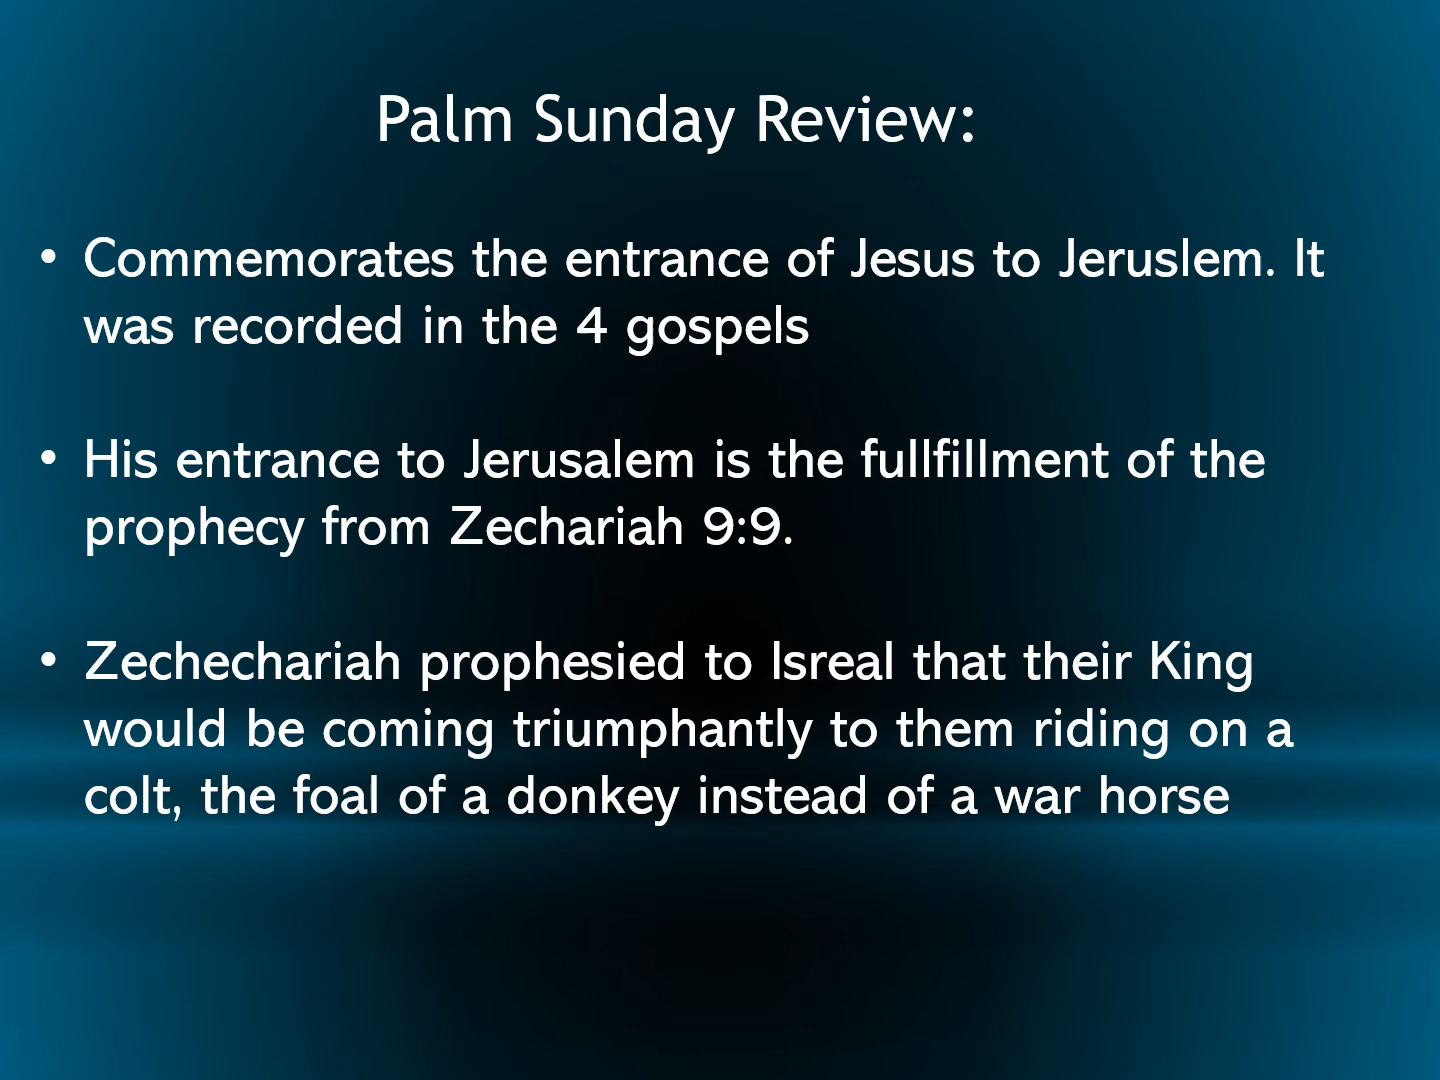 Palm Sunday Review:
• Commemorates the entrance of Jesus to Jeruslem. It
was recorded in the 4 gospels
• His entrance to Jerusalem is the fullfillment of the
prophecy from Zechariah 9:9.
• Zechechariah prophesied to Isreal that their King
would be coming triumphantly to them riding on a
colt, the foal of a donkey instead of a war horse